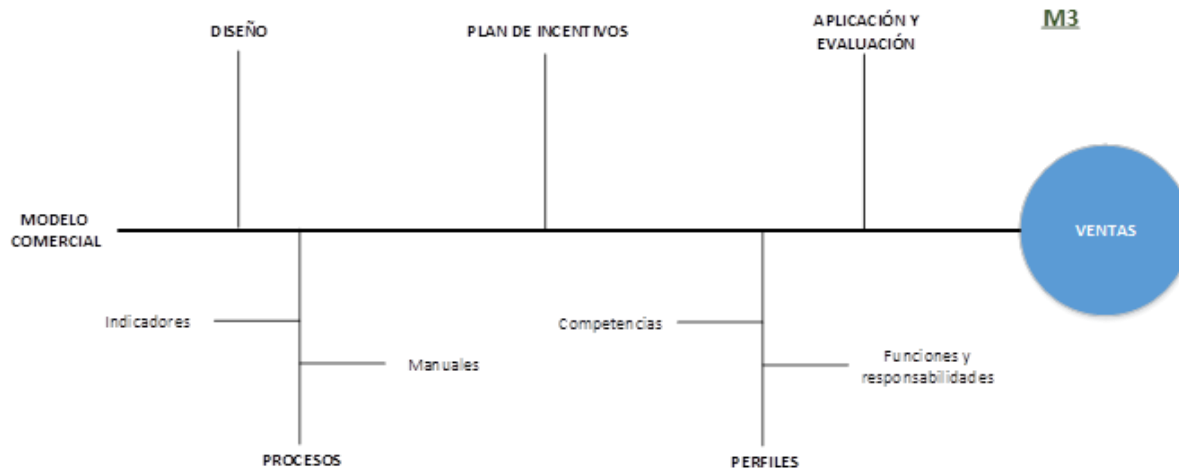 DISEÑO
PLAN DE INCENTIVOS
APLICACIÓN Y
EVALUACIÓN
M3
MODELO
COMERCIAL
VENTAS
Indicadores
Manuales
Competencias
Funciones y
responsabilidades
PROCESOS
PERFILES